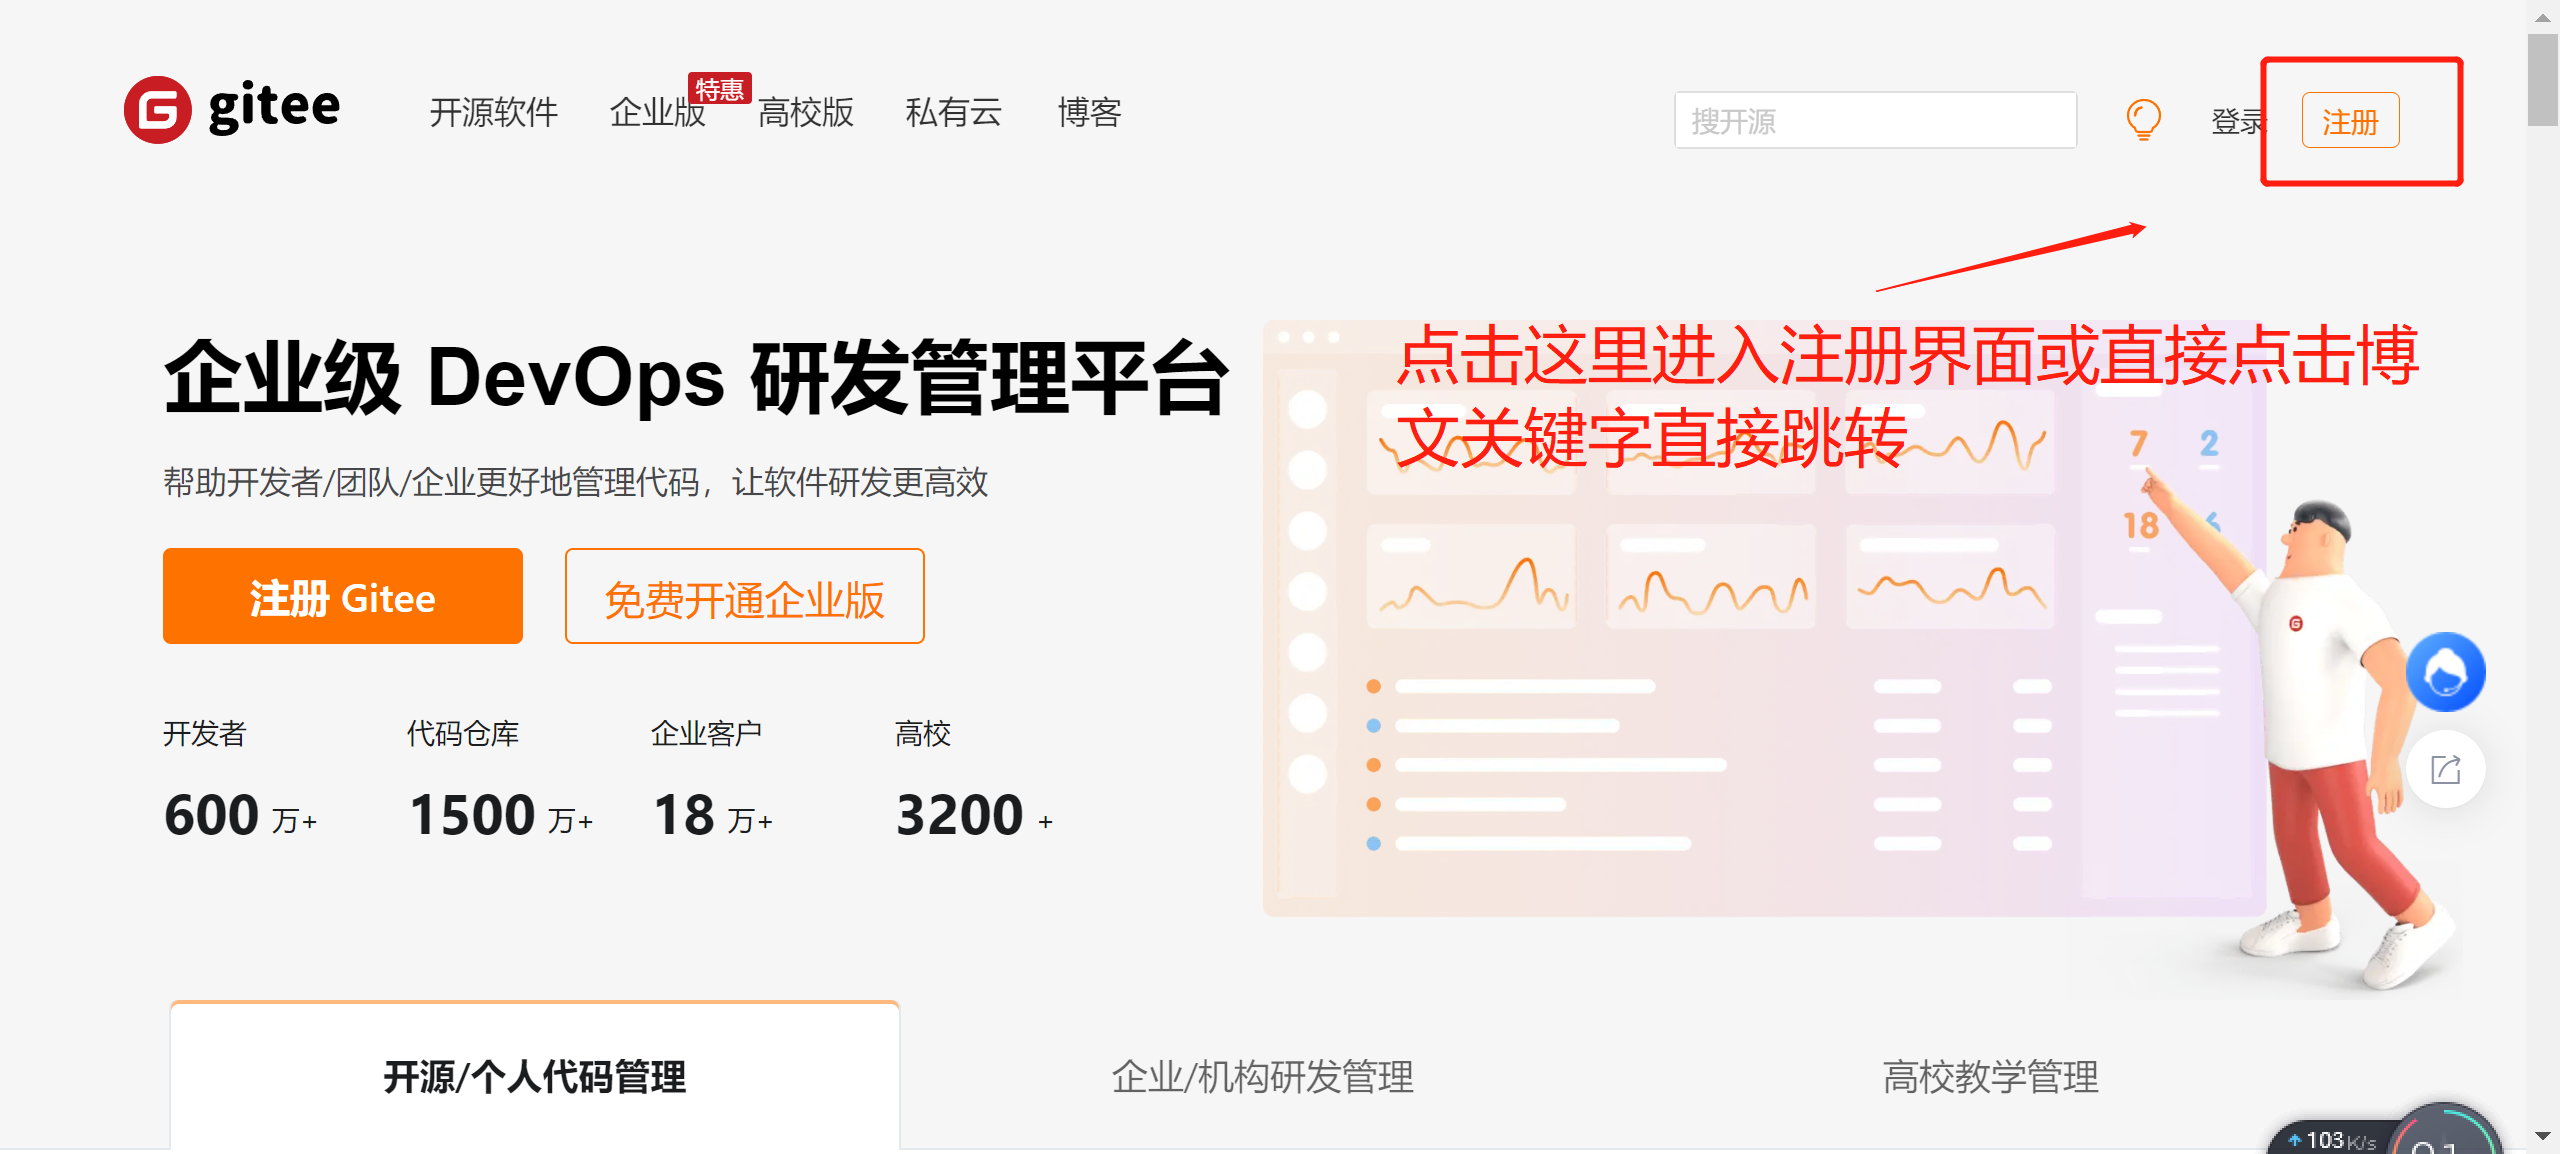 gitee
开源软件
企业版
特惠
高校版
私有云
博客
搜开源
登录
注册
点击这里进入注册界面或直接点击博
文关键字直接跳转
企业级 DevOps 研发管理平台
帮助开发者/团队/企业更好地管理代码，让软件研发更高效
注册 Gitee
免费开通企业版
开发者
代码仓库
企业客户
高校
600 万+
1500 万+
18 万+
3200 +
7 2
18 6
开源/个人代码管理
企业/机构研发管理
高校教学管理
103 K/s